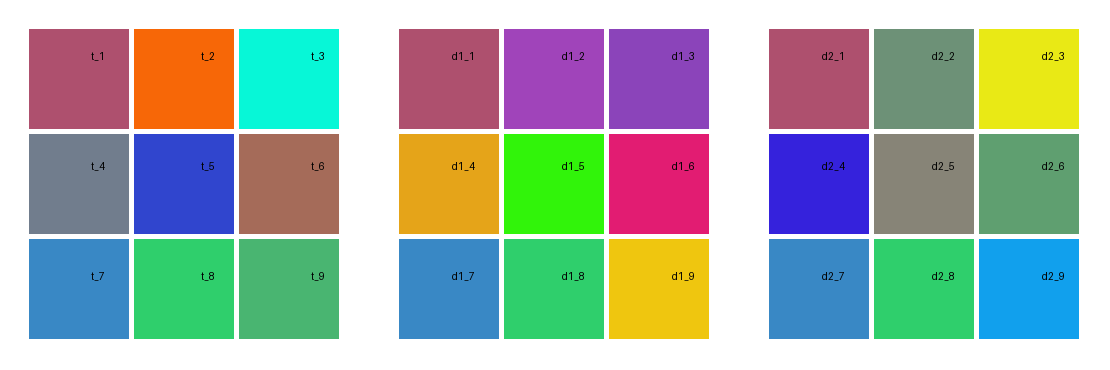 t_1 t_2 t_3 d1_1 d1_2 d1_3 d2_1 d2_2 d2_3
t_4 t_5 t_6 d1_4 d1_5 d1_6 d2_4 d2_5 d2_6
t_7 t_8 t_9 d1_7 d1_8 d1_9 d2_7 d2_8 d2_9